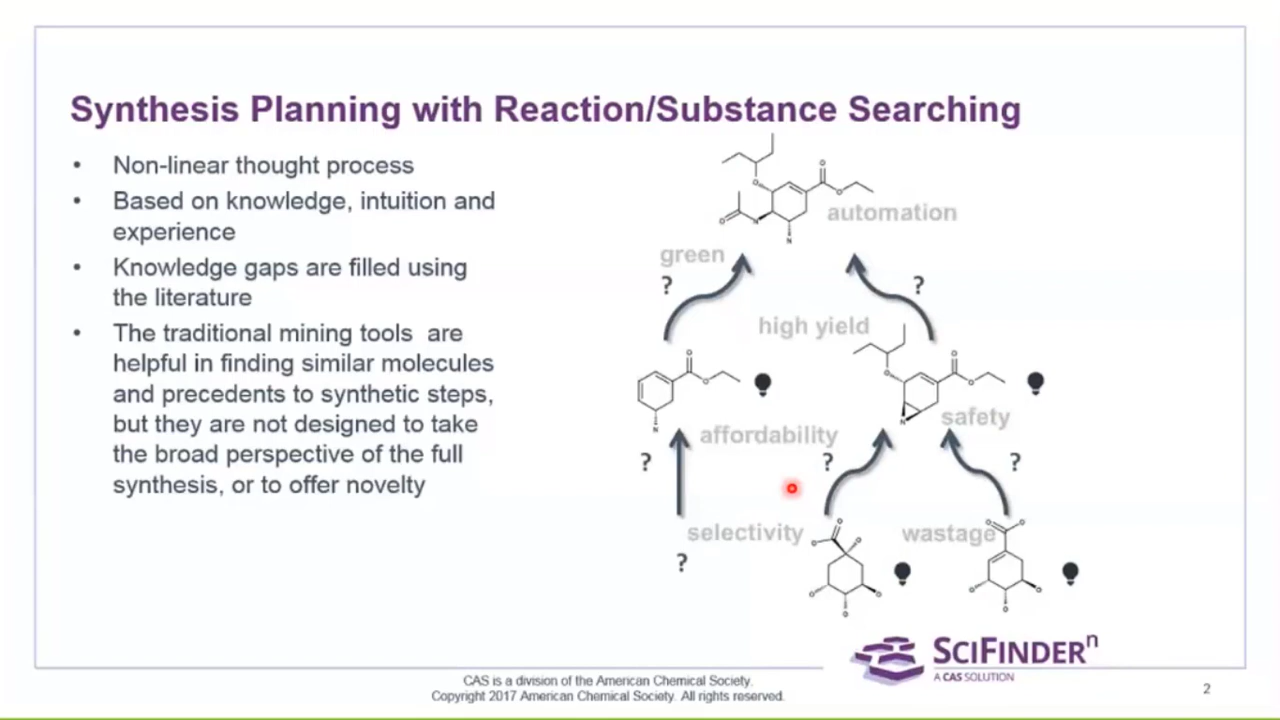 Synthesis Planning with Reaction/Substance Searching
• Non-linear thought process
• Based on knowledge, intuition and
experience
• Knowledge gaps are filled using
the literature
• The traditional mining tools are
helpful in finding similar molecules
and precedents to synthetic steps,
but they are not designed to take
the broad perspective of the full
synthesis, or to offer novelty
O
O
O
O
N
N
automation
green
?
?
high yield
O
O
N
O
O
O
N
safety
affordability
?
?
?
selectivity
wastage
?
O
O
O
O
O
O
O
O
O
O
O
SCIFINDERⁿ
A CAS SOLUTION
CAS is a division of the American Chemical Society.
Copyright 2017 American Chemical Society. All rights reserved.
2